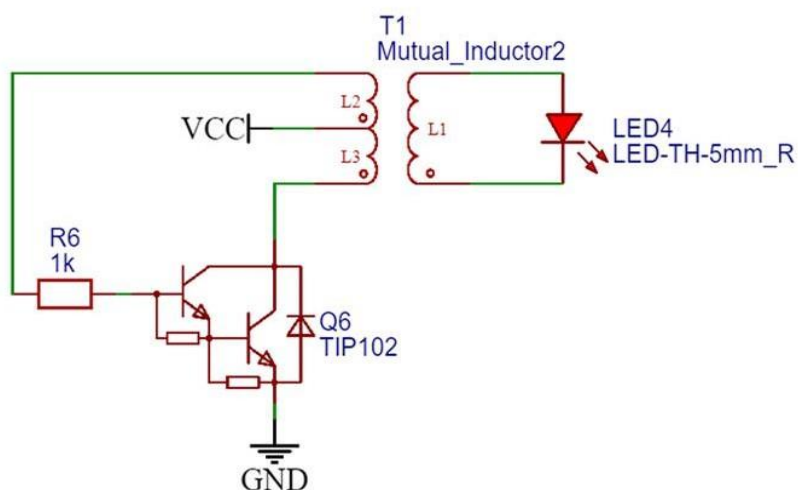 T1
Mutual_Inductor2
L2
VCC
L1
L3
LED4
LED-TH-5mm_R
R6
1k
Q6
TIP102
GND